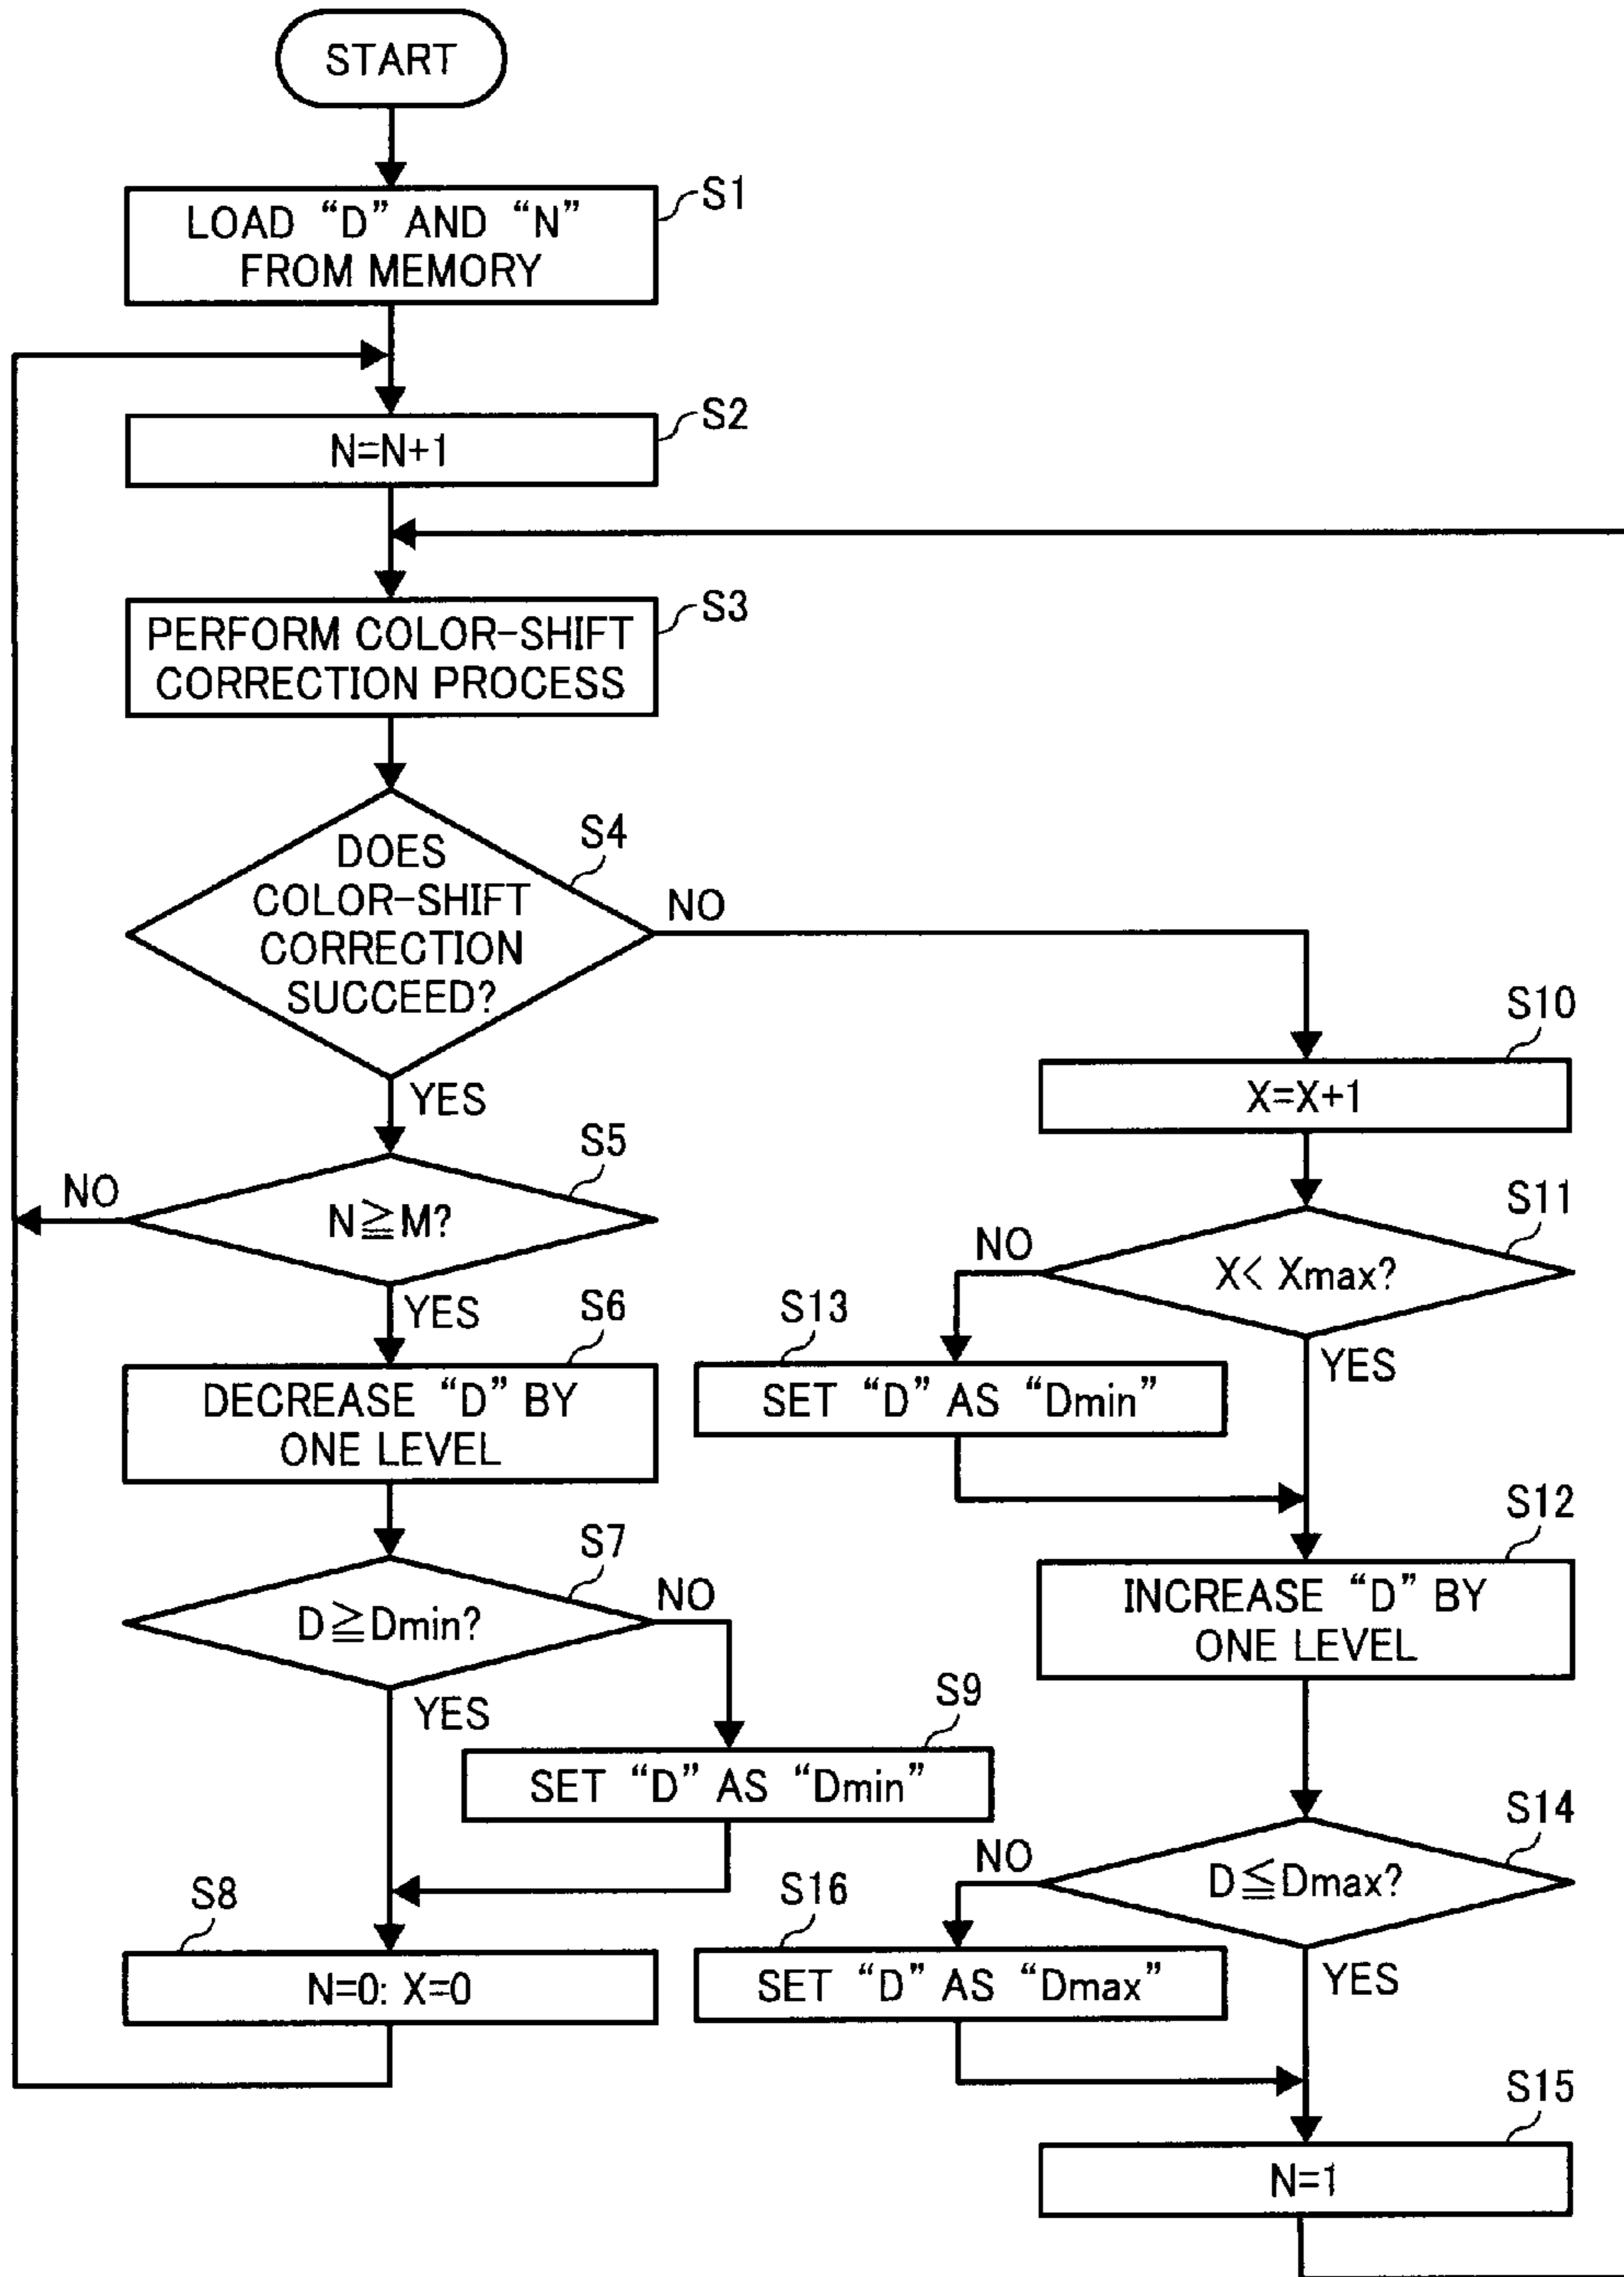 START
S1
LOAD “D” AND “N”
FROM MEMORY
S2
N=N+1
S3
PERFORM COLOR-SHIFT
CORRECTION PROCESS
S4
DOES
COLOR-SHIFT
CORRECTION
SUCCEED?
NO
YES
S5
N≧M?
NO
YES
S6
DECREASE “D” BY
ONE LEVEL
S7
D≧Dmin?
NO
YES
S9
SET “D” AS “Dmin”
S8
N=0: X=0
S10
X=X+1
S11
X< Xmax?
NO
YES
S13
SET “D” AS “Dmin”
S12
INCREASE “D” BY
ONE LEVEL
S14
D≦Dmax?
NO
YES
S16
SET “D” AS “Dmax”
S15
N=1